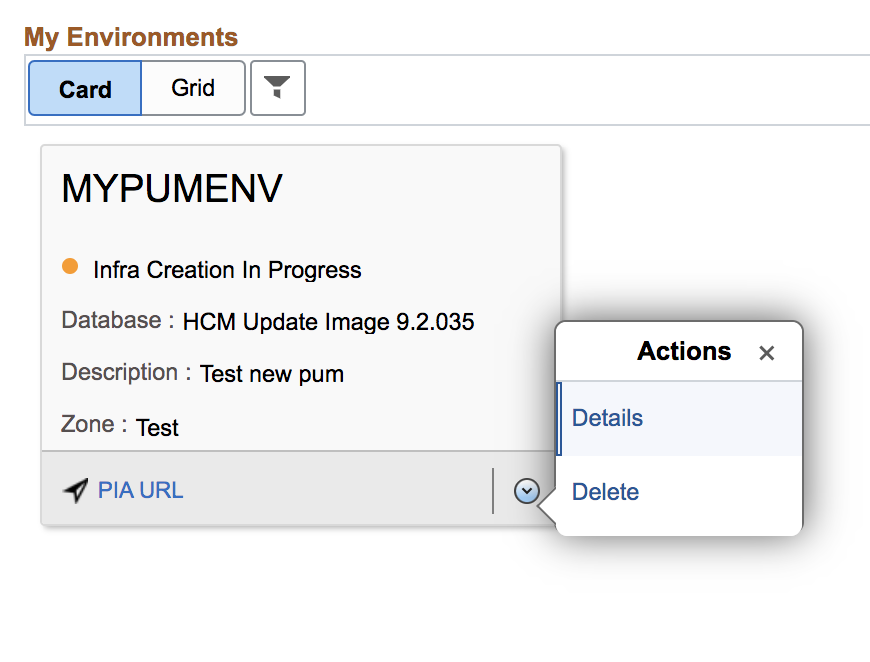 My Environments
Card Grid
MYPUMENV
Infra Creation In Progress
Database : HCM Update Image 9.2.035
Description : Test new pum
Zone : Test
PIA URL
Actions ×
Details
Delete